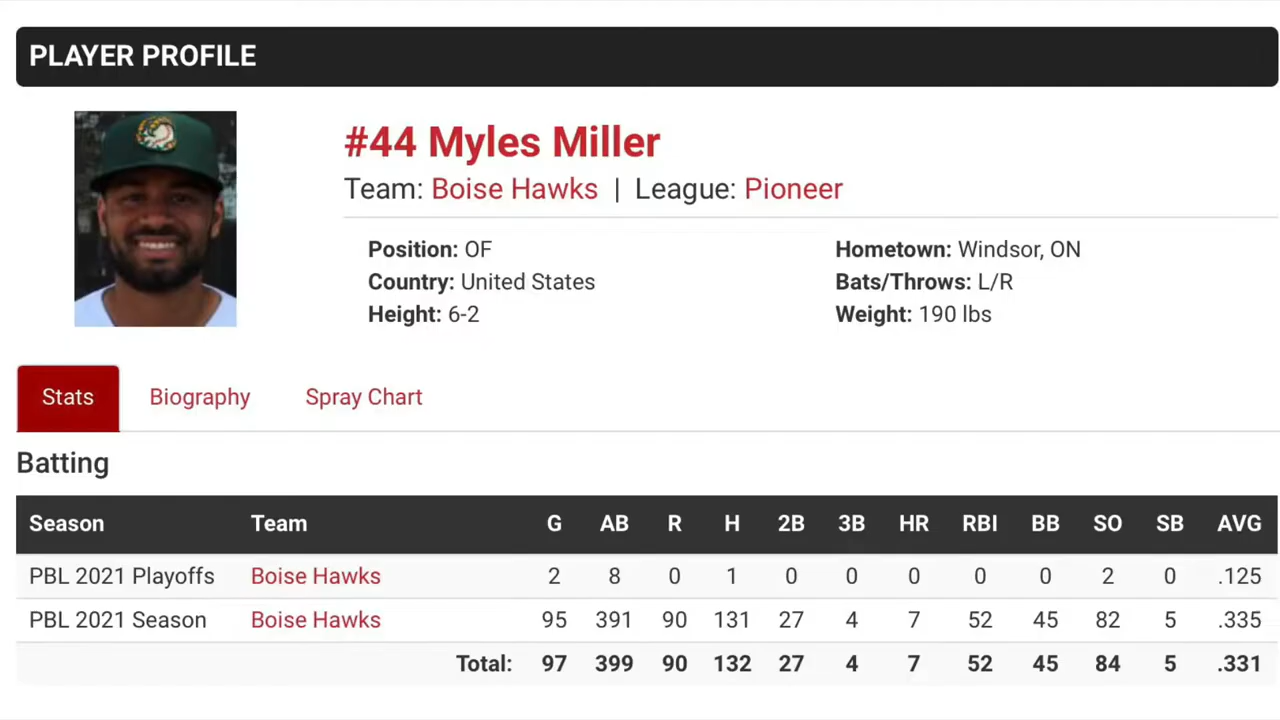 PLAYER PROFILE
#44 Myles Miller
Team: Boise Hawks | League: Pioneer
Position: OF
Country: United States
Height: 6-2
Hometown: Windsor, ON
Bats/Throws: L/R
Weight: 190 lbs
Stats Biography Spray Chart
Batting
Season Team G AB R H 2B 3B HR RBI BB SO SB AVG
PBL 2021 Playoffs Boise Hawks 2 8 0 1 0 0 0 0 0 2 0 .125
PBL 2021 Season Boise Hawks 95 391 90 131 27 4 7 52 45 82 5 .335
Total: 97 399 90 132 27 4 7 52 45 84 5 .331